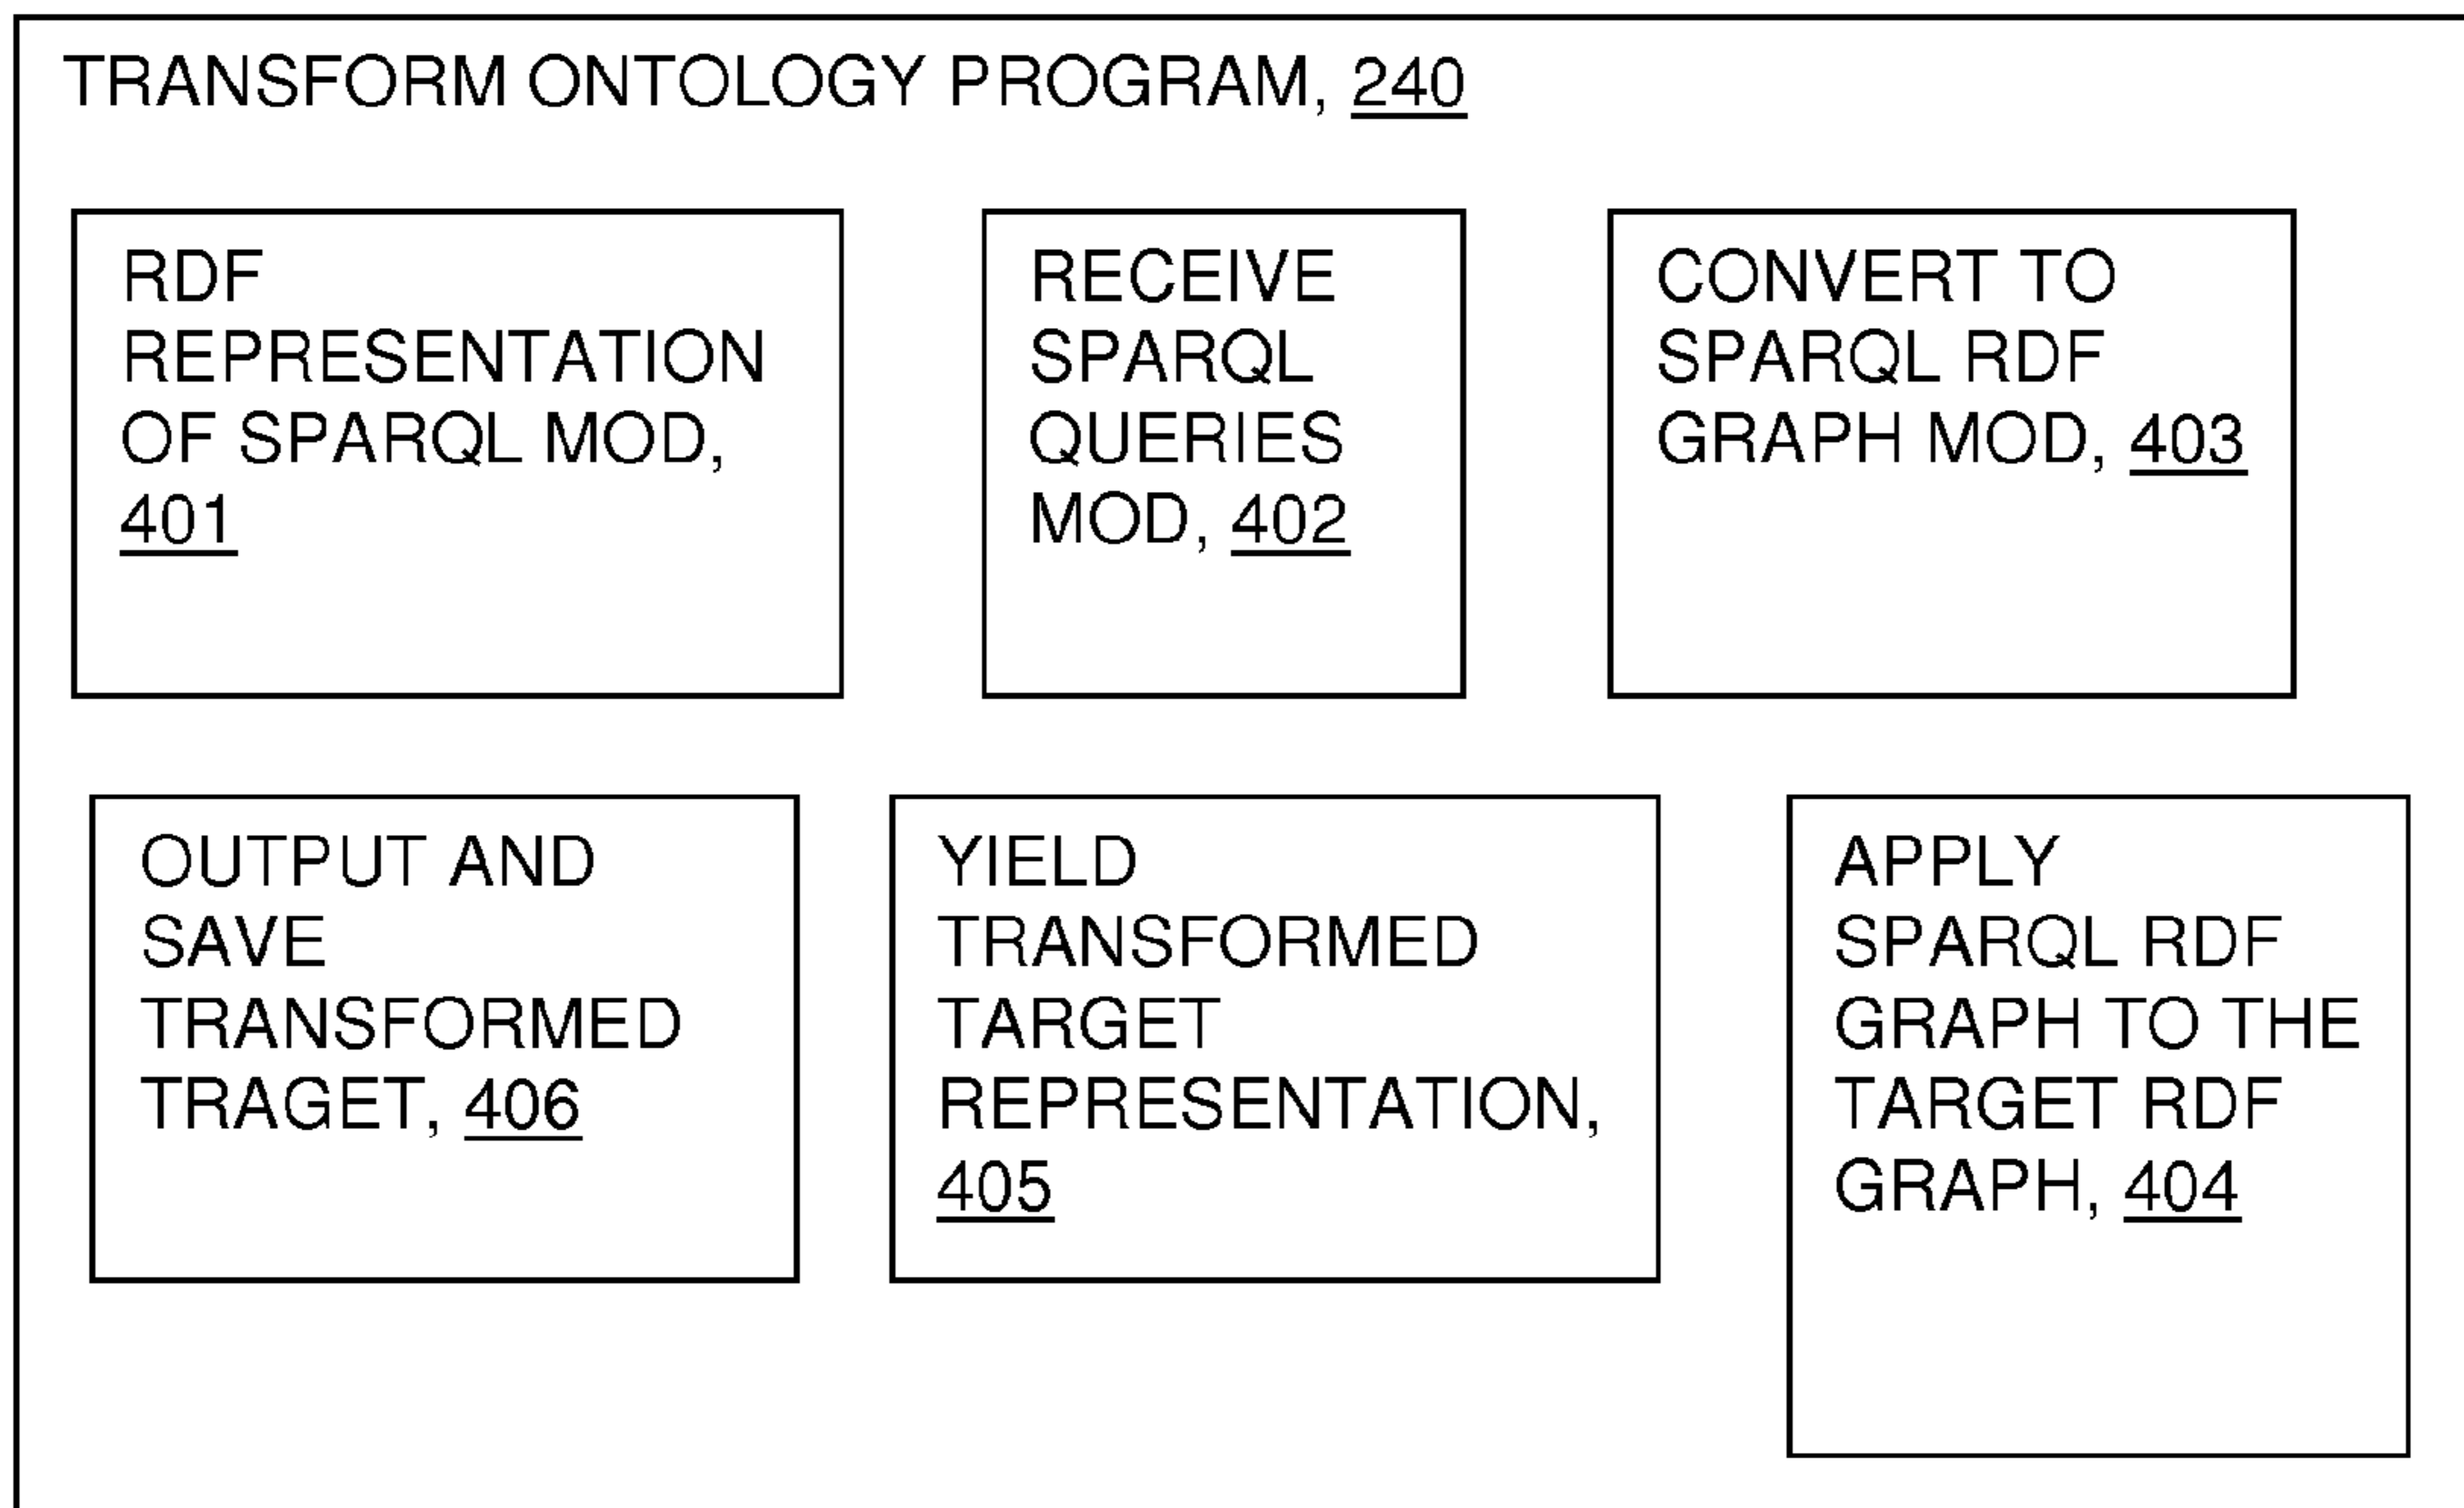 TRANSFORM ONTOLOGY PROGRAM, 240
RDF
REPRESENTATION
OF SPARQL MOD,
401
RECEIVE
SPARQL
QUERIES
MOD, 402
CONVERT TO
SPARQL RDF
GRAPH MOD, 403
OUTPUT AND
SAVE
TRANSFORMED
TRAGET, 406
YIELD
TRANSFORMED
TARGET
REPRESENTATION,
405
APPLY
SPARQL RDF
GRAPH TO THE
TARGET RDF
GRAPH, 404